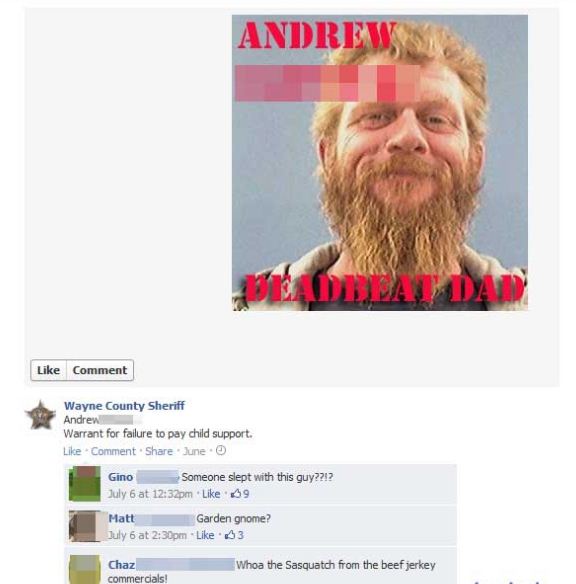 ANDREW
DEADBEAT DAD
Like Comment
Wayne County Sheriff
Andrew
Warrant for failure to pay child support.
Like · Comment · Share · June ·
Gino Someone slept with this guy??!?
July 6 at 12:32pm · Like · 9
Matt Garden gnome?
July 6 at 2:30pm · Like · 3
Chaz Whoa the Sasquatch from the beef jerkey
commercials!